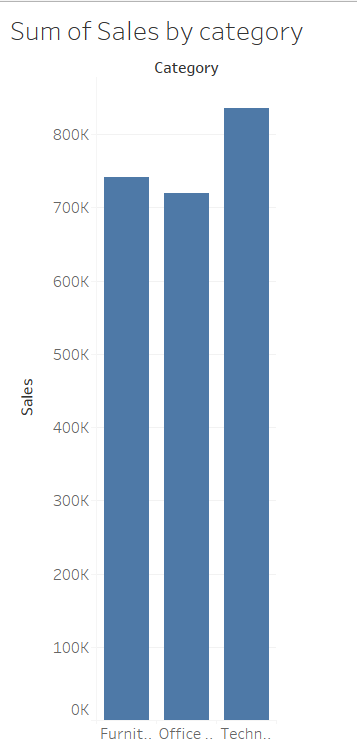 Sum of Sales by category
Category
800K
700K
600K
500K
400K
300K
200K
100K
0K
Sales
Furnit.. Office .. Techn..